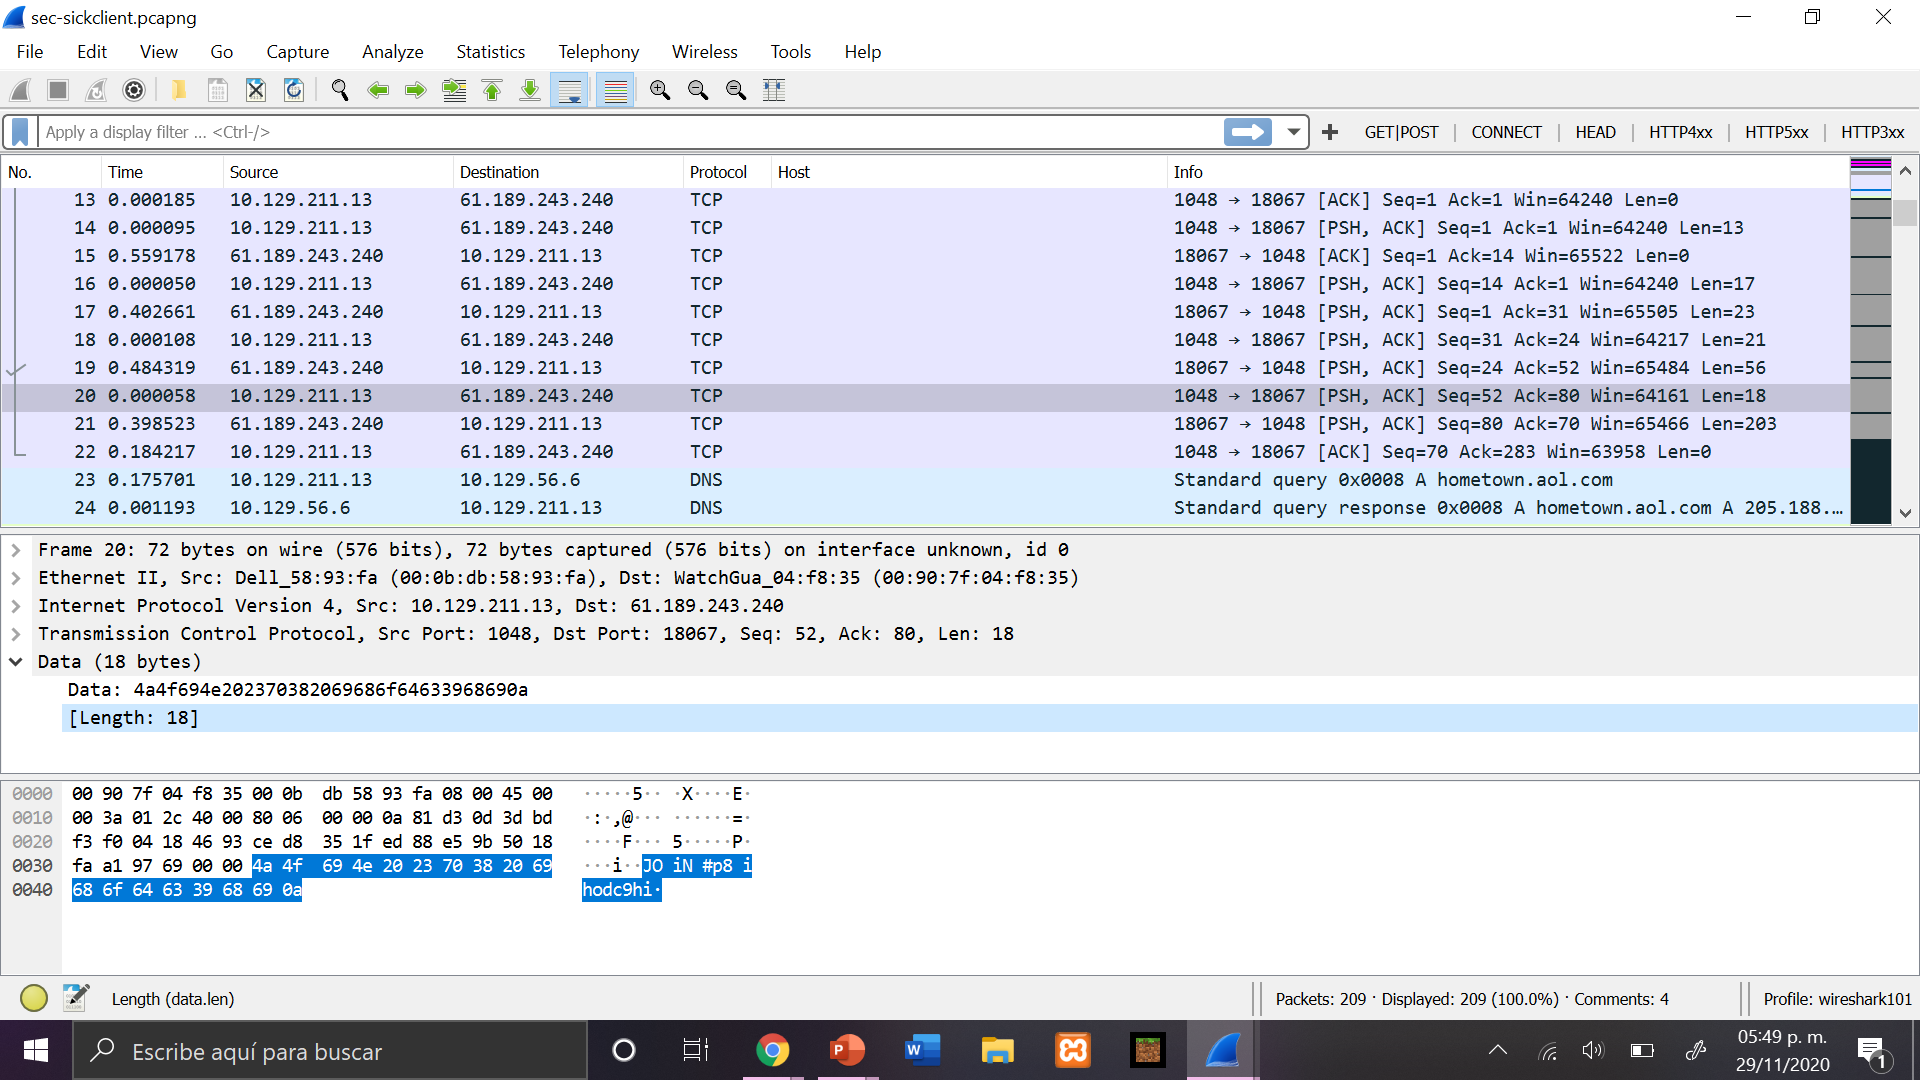 sec-sickclient.pcapng
File Edit View Go Capture Analyze Statistics Telephony Wireless Tools Help
Apply a display filter ... <Ctrl-/>
GET|POST CONNECT HEAD HTTP4xx HTTP5xx HTTP3xx
No. Time Source Destination Protocol Host Info
13 0.000185 10.129.211.13 61.189.243.240 TCP 1048 → 18067 [ACK] Seq=1 Ack=1 Win=64240 Len=0
14 0.000095 10.129.211.13 61.189.243.240 TCP 1048 → 18067 [PSH, ACK] Seq=1 Ack=1 Win=64240 Len=13
15 0.559178 61.189.243.240 10.129.211.13 TCP 18067 → 1048 [ACK] Seq=1 Ack=14 Win=65522 Len=0
16 0.000050 10.129.211.13 61.189.243.240 TCP 1048 → 18067 [PSH, ACK] Seq=14 Ack=1 Win=64240 Len=17
17 0.402661 61.189.243.240 10.129.211.13 TCP 18067 → 1048 [PSH, ACK] Seq=1 Ack=31 Win=65505 Len=23
18 0.000108 10.129.211.13 61.189.243.240 TCP 1048 → 18067 [PSH, ACK] Seq=31 Ack=24 Win=64217 Len=21
19 0.484319 61.189.243.240 10.129.211.13 TCP 18067 → 1048 [PSH, ACK] Seq=24 Ack=52 Win=65484 Len=56
20 0.000058 10.129.211.13 61.189.243.240 TCP 1048 → 18067 [PSH, ACK] Seq=52 Ack=80 Win=64161 Len=18
21 0.398523 61.189.243.240 10.129.211.13 TCP 18067 → 1048 [PSH, ACK] Seq=80 Ack=70 Win=65466 Len=203
22 0.184217 10.129.211.13 61.189.243.240 TCP 1048 → 18067 [ACK] Seq=70 Ack=283 Win=63958 Len=0
23 0.175701 10.129.211.13 10.129.56.6 DNS Standard query 0x0008 A hometown.aol.com
24 0.001193 10.129.56.6 10.129.211.13 DNS Standard query response 0x0008 A hometown.aol.com A 205.188.…
Frame 20: 72 bytes on wire (576 bits), 72 bytes captured (576 bits) on interface unknown, id 0
Ethernet II, Src: Dell_58:93:fa (00:0b:db:58:93:fa), Dst: WatchGua_04:f8:35 (00:90:7f:04:f8:35)
Internet Protocol Version 4, Src: 10.129.211.13, Dst: 61.189.243.240
Transmission Control Protocol, Src Port: 1048, Dst Port: 18067, Seq: 52, Ack: 80, Len: 18
Data (18 bytes)
Data: 4a4f694e202370382069686f64633968690a
[Length: 18]
0000 00 90 7f 04 f8 35 00 0b db 58 93 fa 08 00 45 00 ·····5·· ·X····E·
0010 00 3a 01 2c 40 00 80 06 00 00 0a 81 d3 0d 3d bd ·:·,@··· ······=·
0020 f3 f0 04 18 46 93 ce d8 35 1f ed 88 e5 9b 50 18 ····F··· 5·····P·
0030 fa a1 97 69 00 00 4a 4f 69 4e 20 23 70 38 20 69 ···i··JO iN #p8 i
0040 68 6f 64 63 39 68 69 0a hodc9hi·
Length (data.len) Packets: 209 · Displayed: 209 (100.0%) · Comments: 4 Profile: wireshark101
Escribe aquí para buscar
05:49 p. m.
29/11/2020
1